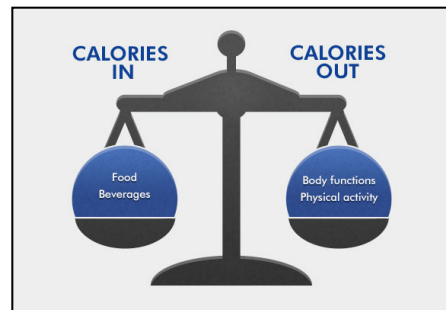 CALORIES
IN
CALORIES
OUT
Food
Beverages
Body functions
Physical activity